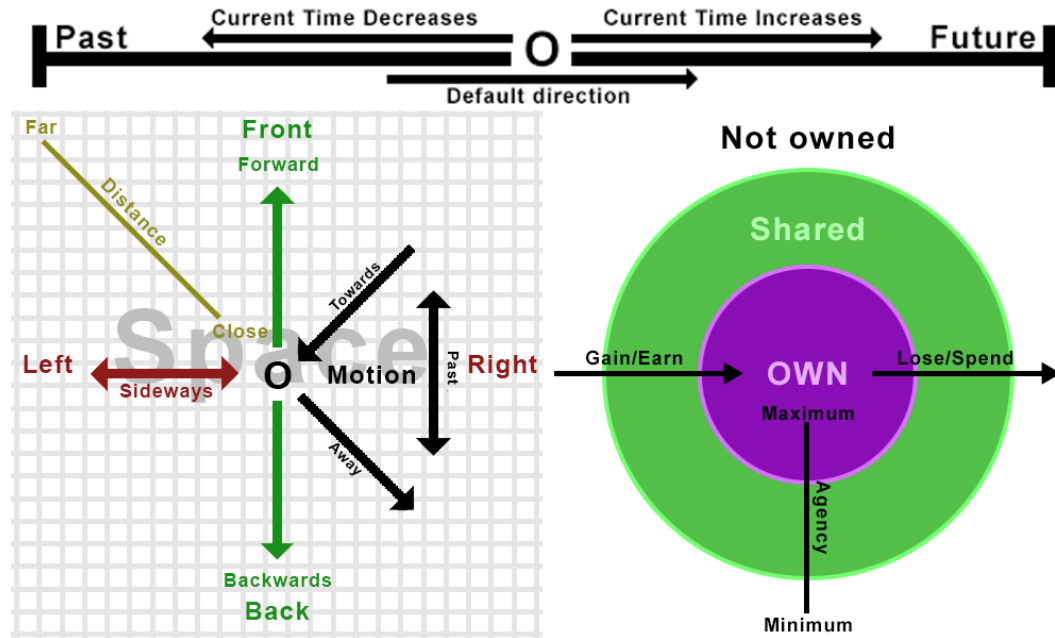 Current Time Decreases
Current Time Increases
Past
O
Future
Default direction
Far
Front
Forward
Distance
Towards
Close
Space
Left
Sideways
O
Motion
Past
Right
Away
Backwards
Back
Not owned
Shared
Gain/Earn
OWN
Lose/Spend
Maximum
Agency
Minimum